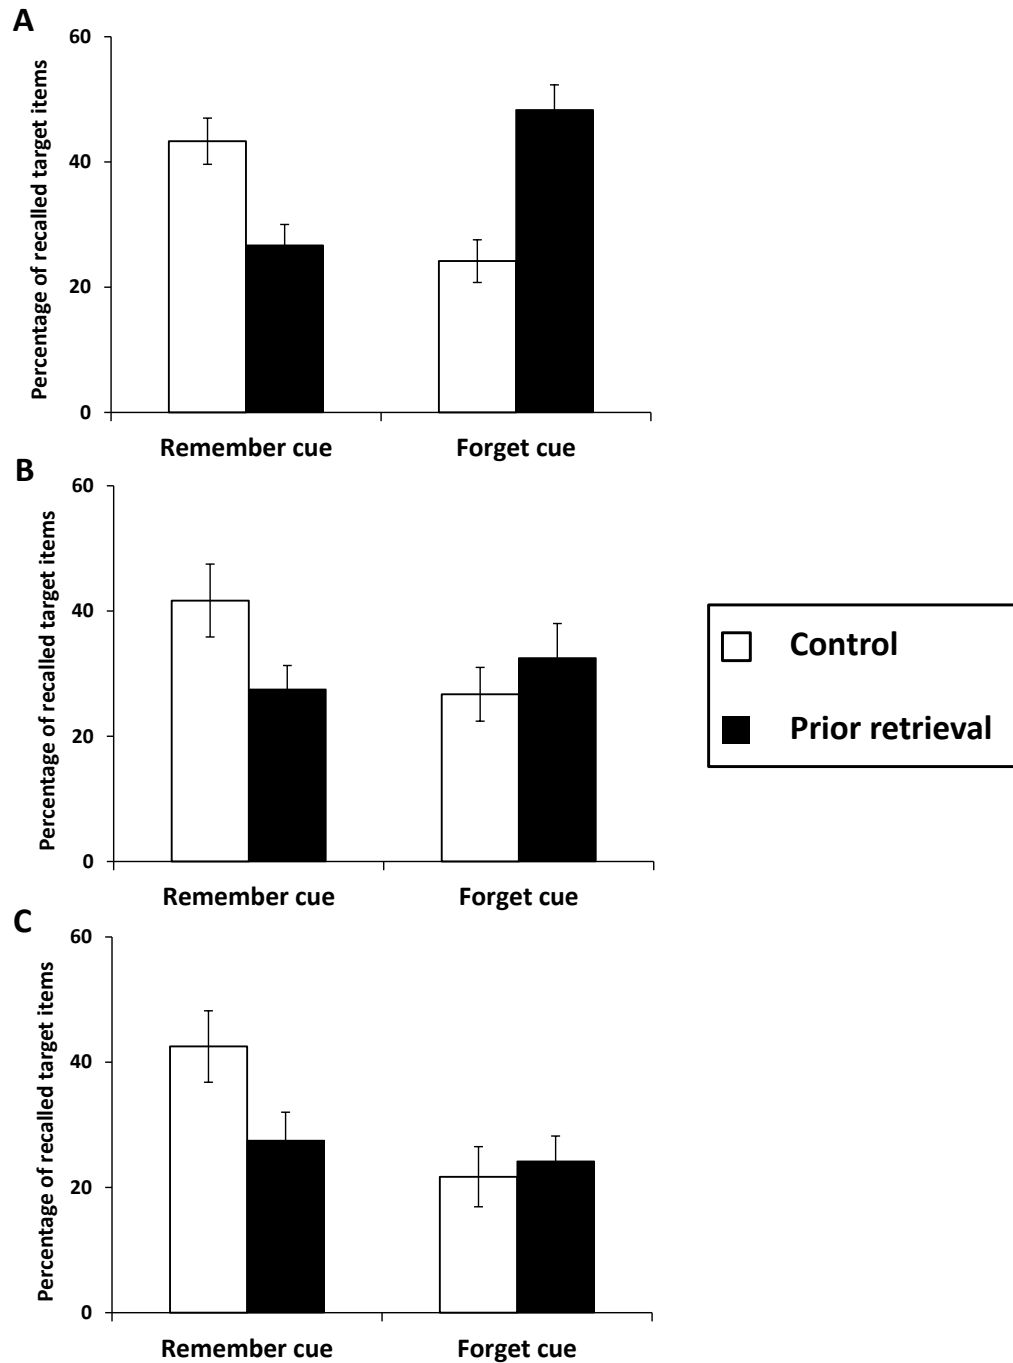 A
Percentage of recalled target items
60
40
20
0
Remember cue
Forget cue
B
Percentage of recalled target items
60
40
20
0
Remember cue
Forget cue
Control
Prior retrieval
C
Percentage of recalled target items
60
40
20
0
Remember cue
Forget cue